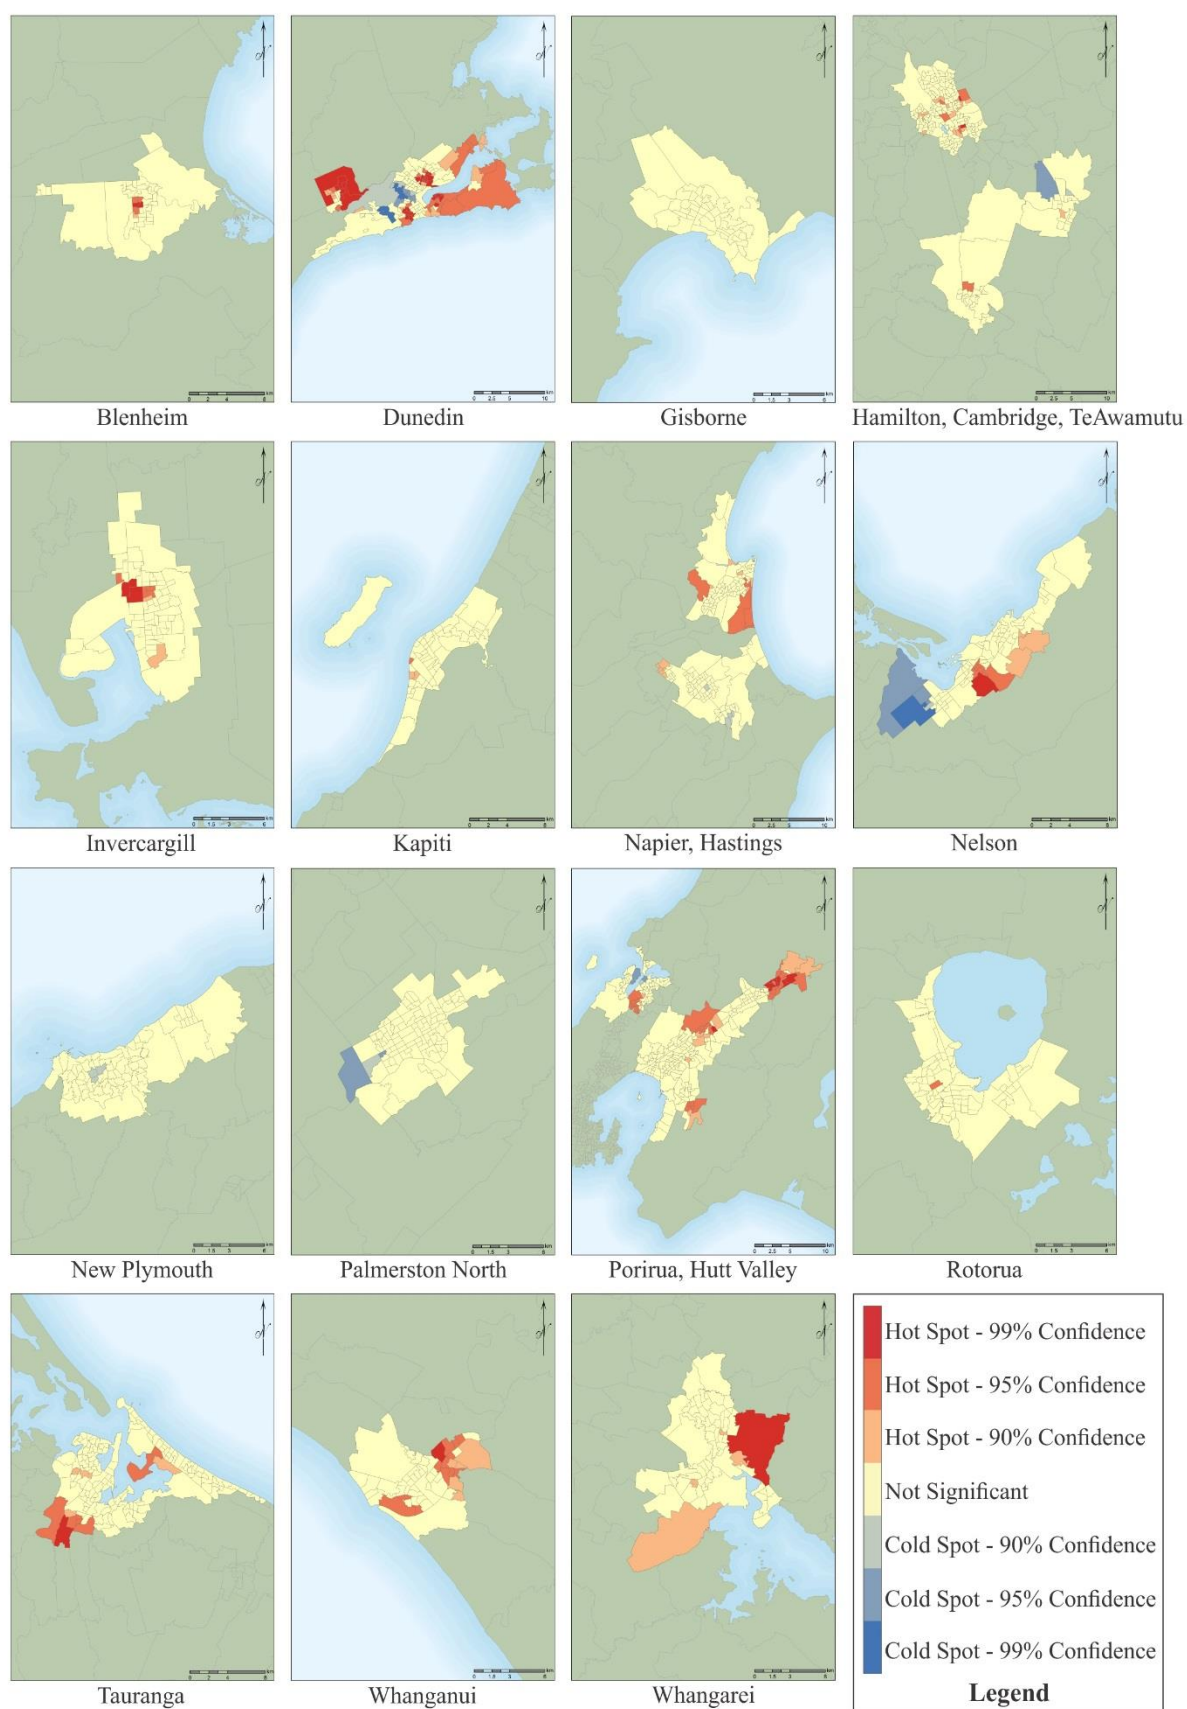 Blenheim
Dunedin
Gisborne
Hamilton, Cambridge, TeAwamutu
Invercargill
Kapiti
Napier, Hastings
Nelson
New Plymouth
Palmerston North
Porirua, Hutt Valley
Rotorua
Tauranga
Whanganui
Whangarei
Hot Spot - 99% Confidence
Hot Spot - 95% Confidence
Hot Spot - 90% Confidence
Not Significant
Cold Spot - 90% Confidence
Cold Spot - 95% Confidence
Cold Spot - 99% Confidence
Legend